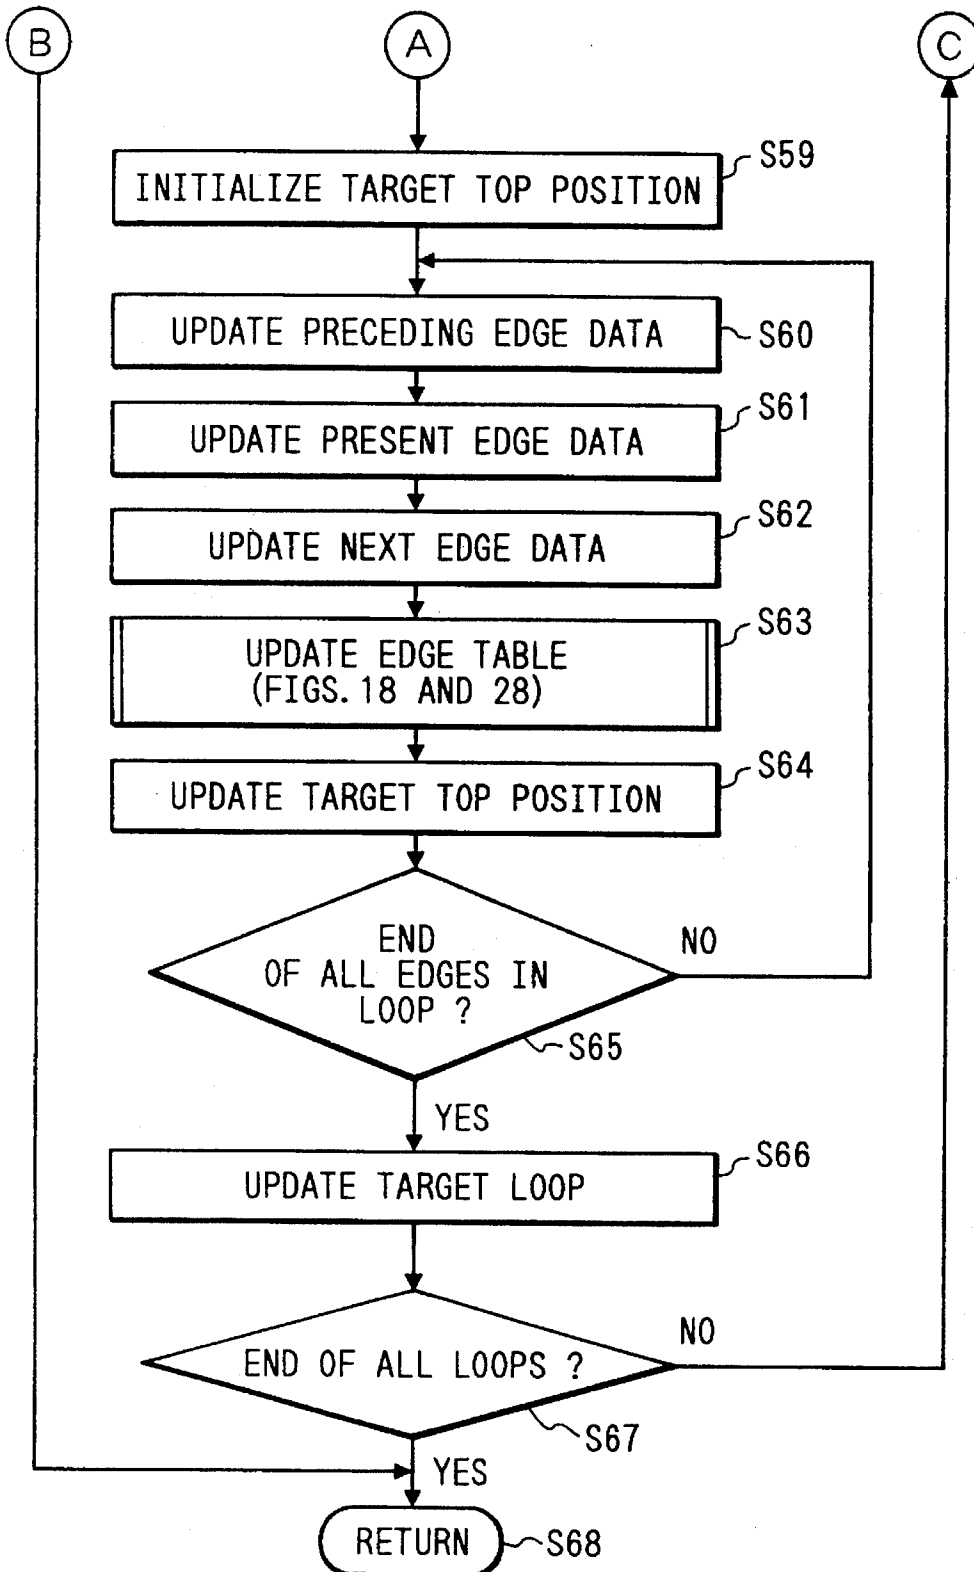 B
A
C
INITIALIZE TARGET TOP POSITION
S59
UPDATE PRECEDING EDGE DATA
S60
UPDATE PRESENT EDGE DATA
S61
UPDATE NEXT EDGE DATA
S62
UPDATE EDGE TABLE
(FIGS. 18 AND 28)
S63
UPDATE TARGET TOP POSITION
S64
END
OF ALL EDGES IN
LOOP ?
NO
S65
YES
UPDATE TARGET LOOP
S66
END OF ALL LOOPS ?
NO
S67
YES
RETURN
S68